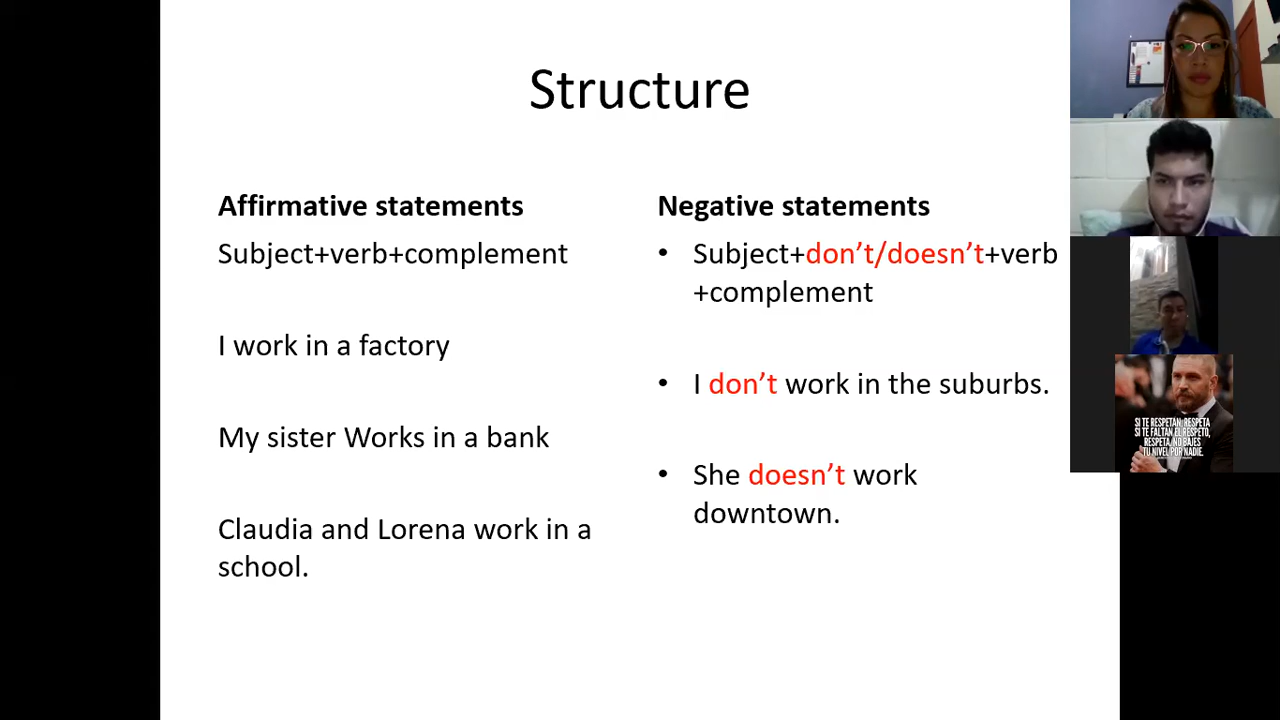 Structure
Affirmative statements
Subject+verb+complement
I work in a factory
My sister Works in a bank
Claudia and Lorena work in a
school.
Negative statements
• Subject+don’t/doesn’t+verb
+complement
• I don’t work in the suburbs.
• She doesn’t work
downtown.
SI TE RESPETAN, RESPETA
SI TE FALTAN EL RESPETO,
RESPETA, NO BAJES
TU NIVEL POR NADIE.